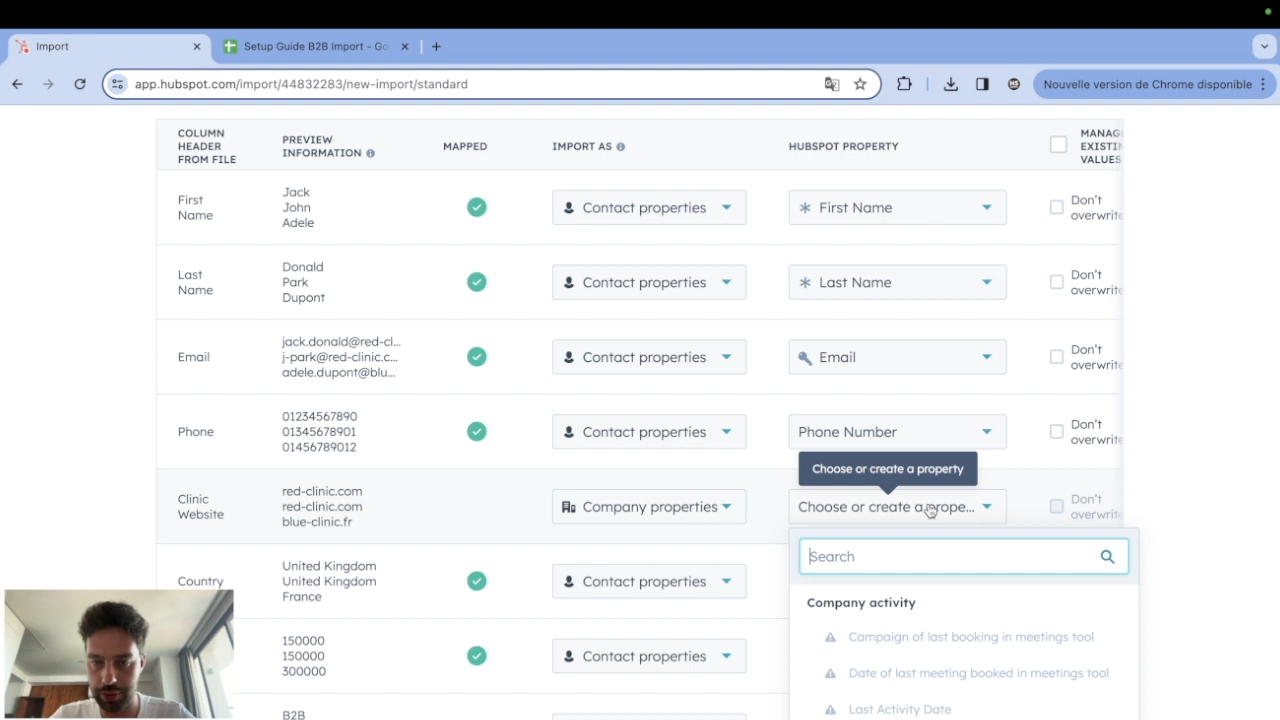 Import
Setup Guide B2B Import - Go
app.hubspot.com/import/44832283/new-import/standard
Nouvelle version de Chrome disponible
COLUMN
HEADER
FROM FILE
PREVIEW
INFORMATION
MAPPED
IMPORT AS
HUBSPOT PROPERTY
MANAG
EXISTIN
VALUES
First
Name
Jack
John
Adele
Contact properties
First Name
Don't
overwrite
Last
Name
Donald
Park
Dupont
Contact properties
Last Name
Don't
overwrite
Email
jack.donald@red-cl...
j-park@red-clinic.c...
adele.dupont@blu...
Contact properties
Email
Don't
overwrite
Phone
01234567890
01345678901
01456789012
Contact properties
Phone Number
Don't
overwrite
Choose or create a property
Clinic
Website
red-clinic.com
red-clinic.com
blue-clinic.fr
Company properties
Choose or create a prope...
Don't
overwrite
Search
Country
United Kingdom
United Kingdom
France
Contact properties
Company activity
Campaign of last booking in meetings tool
150000
150000
300000
Contact properties
Date of last meeting booked in meetings tool
Last Activity Date
B2B